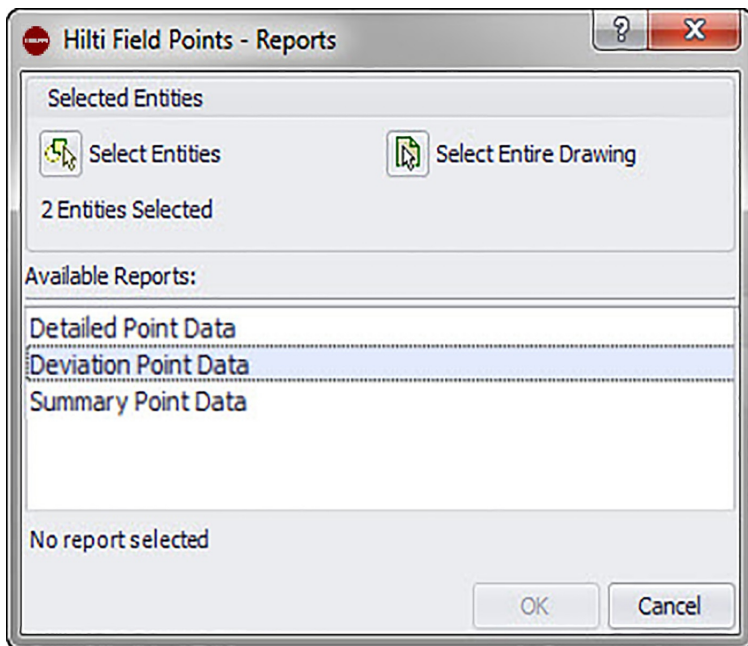 Hilti Field Points - Reports
Selected Entities
Select Entities
Select Entire Drawing
2 Entities Selected
Available Reports:
Detailed Point Data
Deviation Point Data
Summary Point Data
No report selected
OK
Cancel